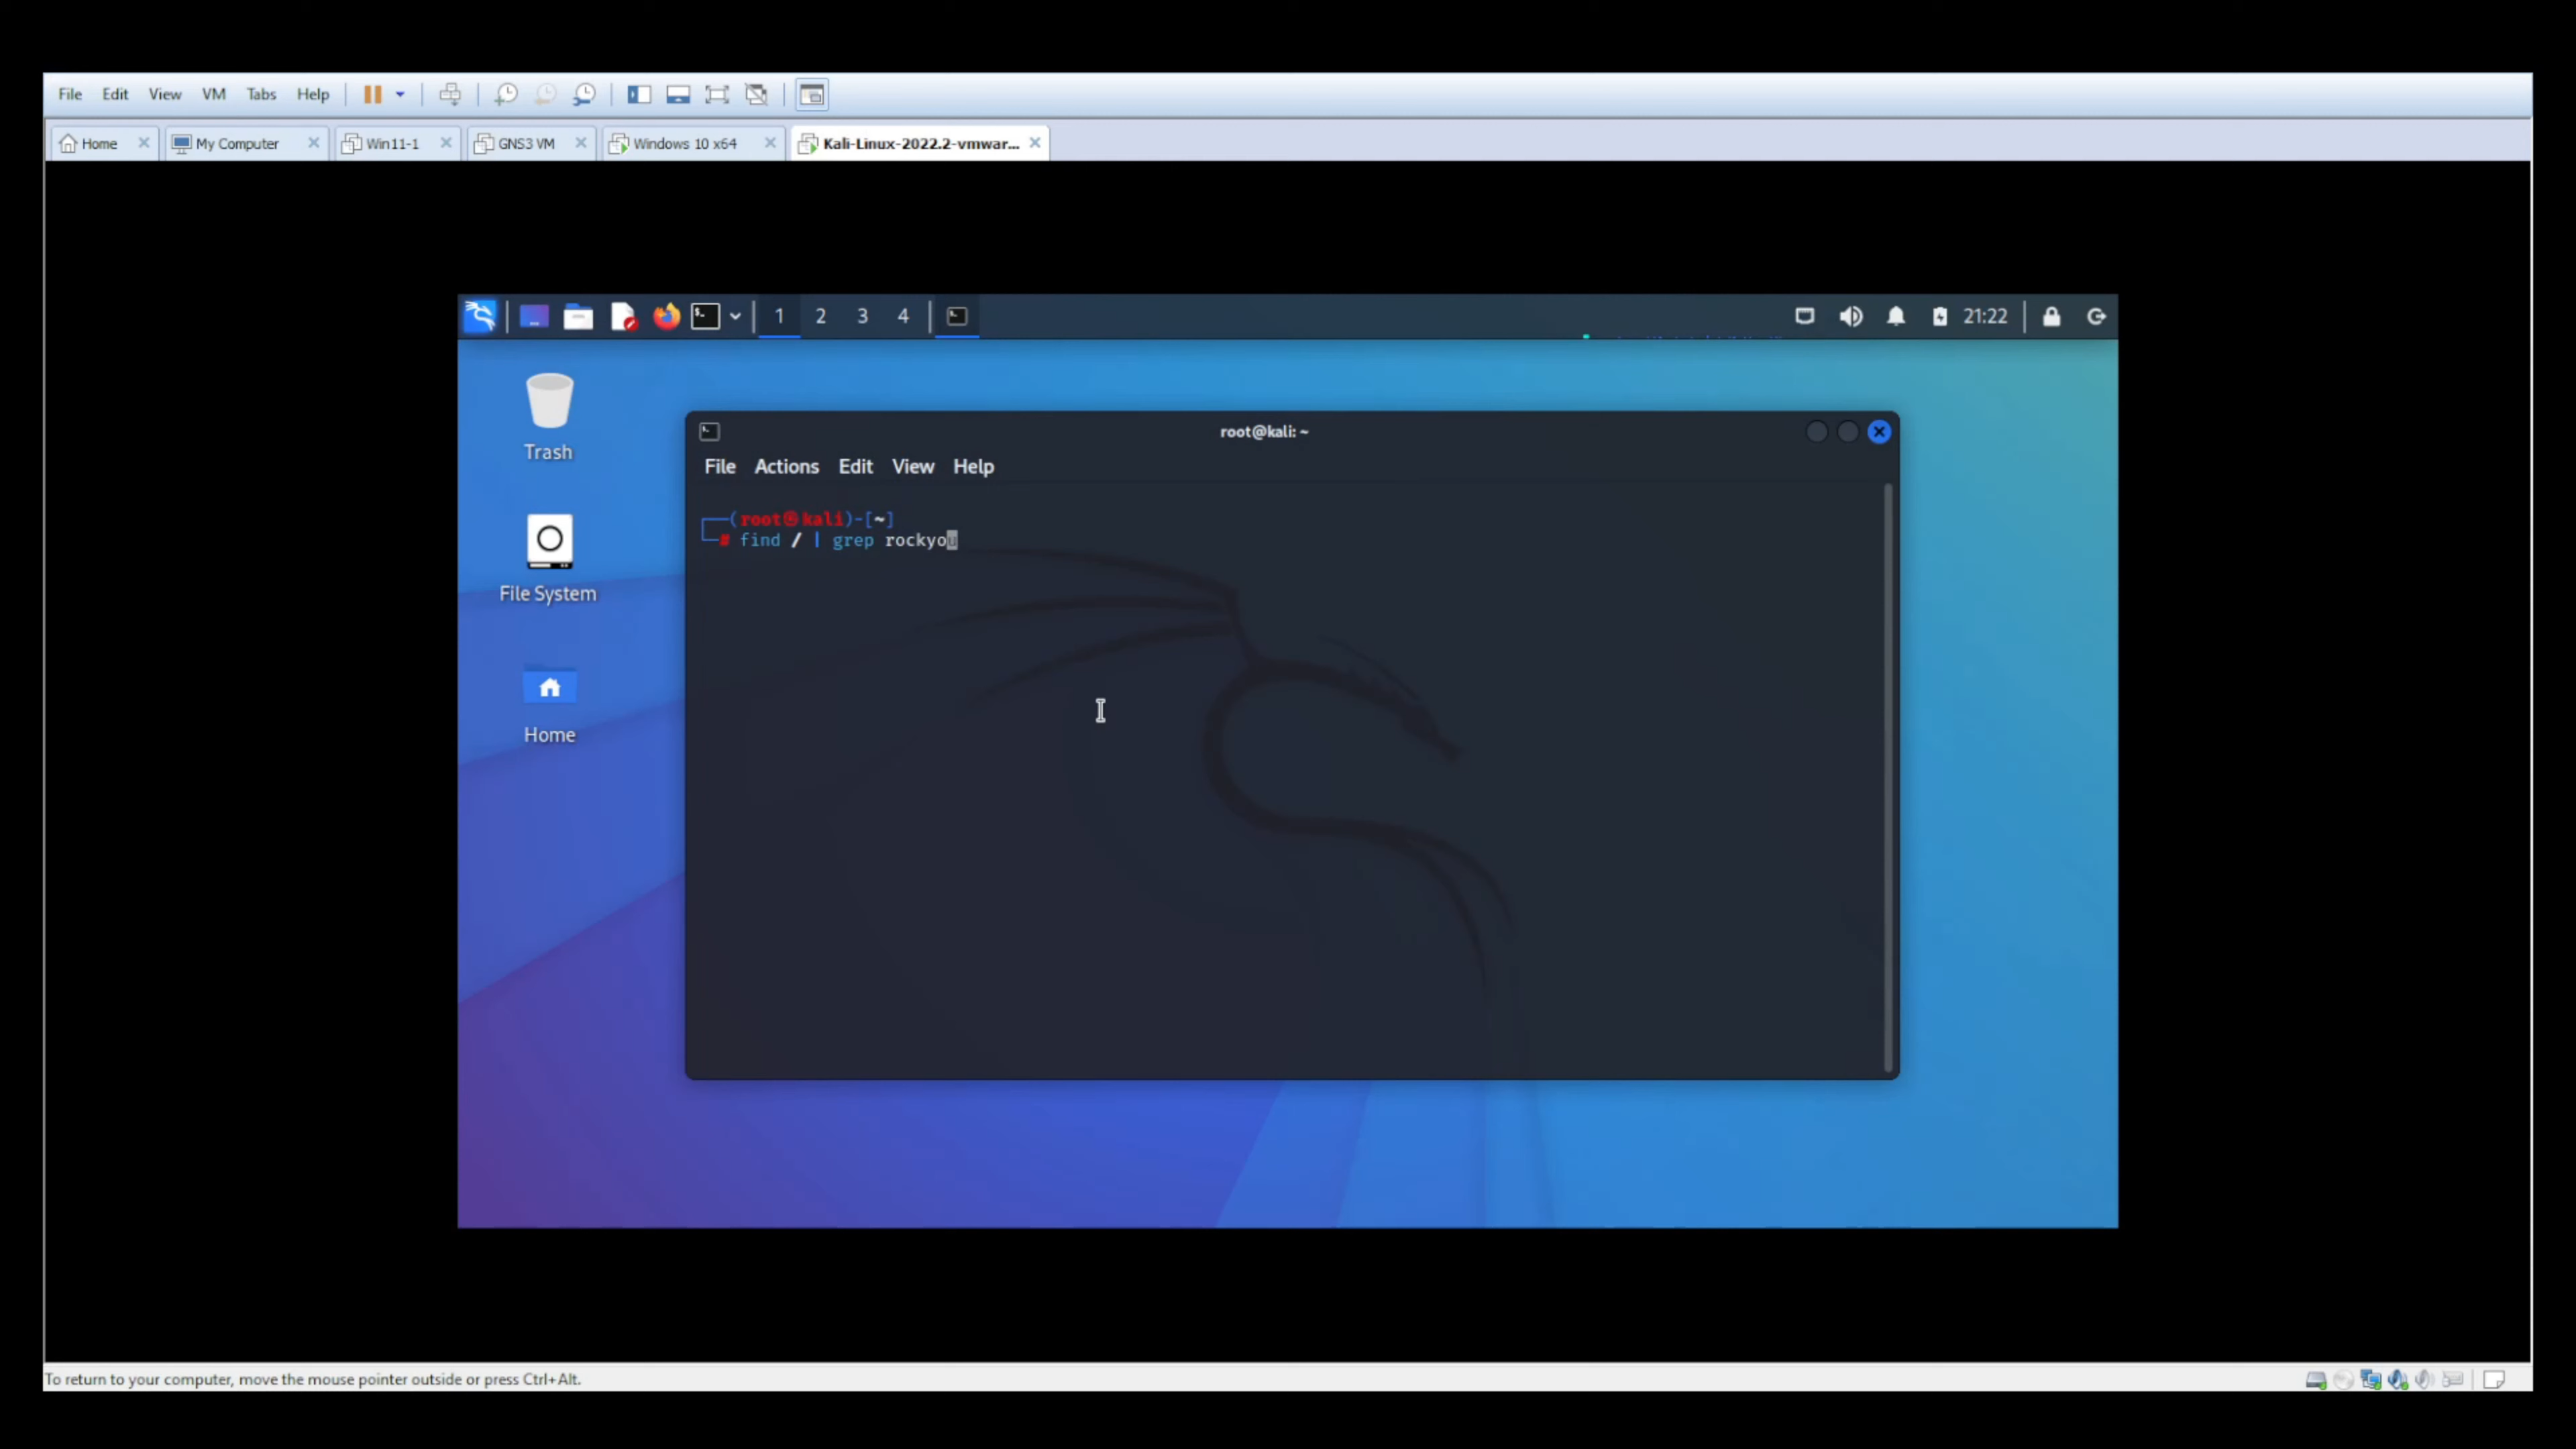 File Edit View VM Tabs Help
Home My Computer Win11-1 GNS3 VM Windows 10 x64 Kali-Linux-2022.2-vmwar...
1 2 3 4 21:22
Trash
File System
Home
root@kali: ~
File Actions Edit View Help
(root㉿kali)-[~]
# find / | grep rockyou
To return to your computer, move the mouse pointer outside or press Ctrl+Alt.